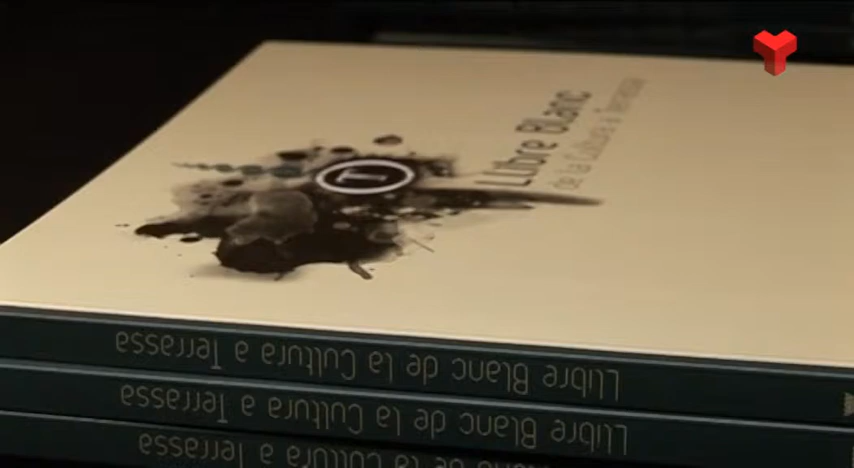 Llibre Blanc
de la Cultura a Terrassa
T
Llibre Blanc de la Cultura a Terrassa
Llibre Blanc de la Cultura a Terrassa
Blanc de la Cultura a Terrassa